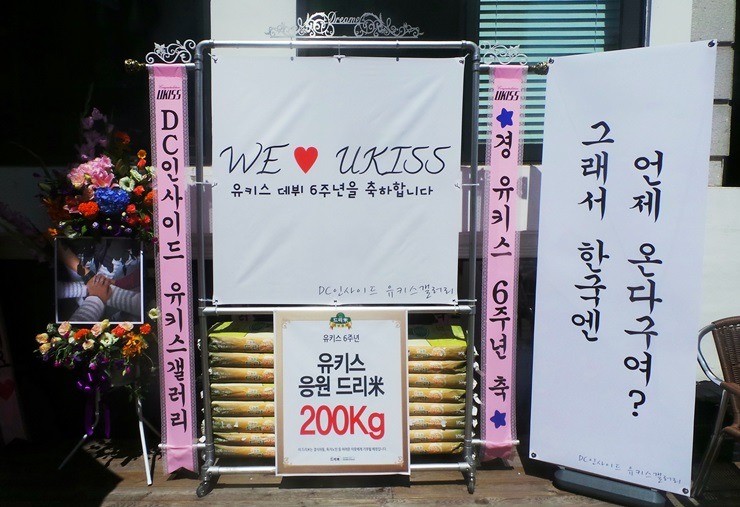 Dreame
UKISS
DC인사이드 유키스갤러리
WE ♥ UKISS
유키스 데뷔 6주년을 축하합니다
DC인사이드 유키스갤러리
유키스 6주년
유키스
응원 드리米
200Kg
UKISS
★경 유키스 6주년 축★
그래서 한국엔
언제 온다구여?
DC인사이드 유키스갤러리